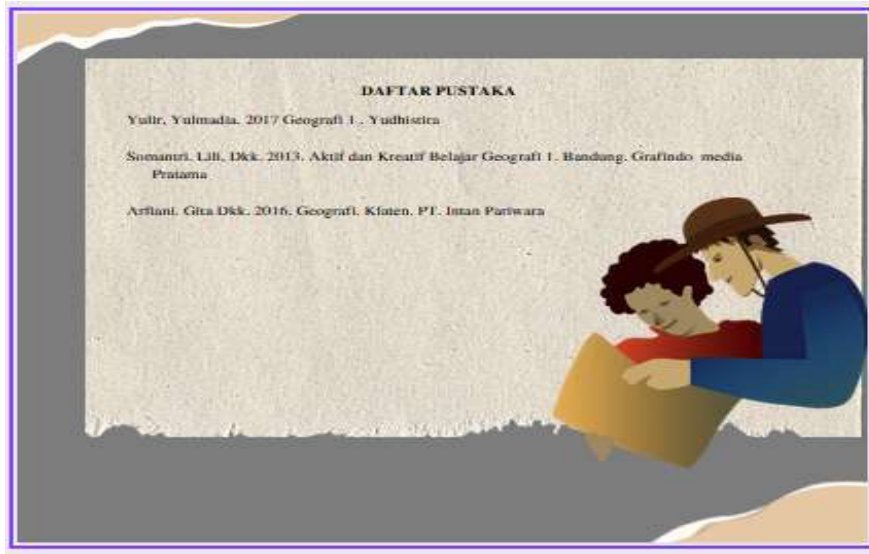 DAFTAR PUSTAKA
Yulir, Yulmadia. 2017 Geografi 1 . Yudhistira
Somantri. Lili, Dkk. 2013. Aktif dan Kreatif Belajar Geografi 1. Bandung. Grafindo media
Pratama
Arfiani. Gita Dkk. 2016. Geografi. Klaten. PT. Intan Pariwara